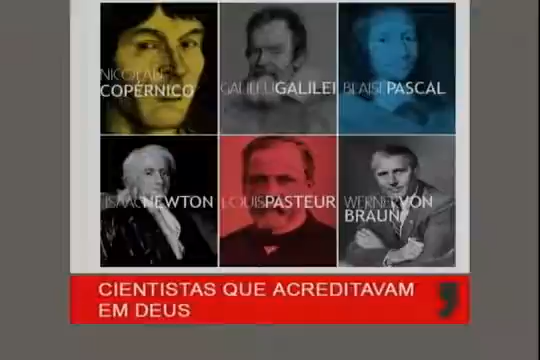 NICOLAU
COPÉRNICO
GALILEU GALILEI
BLAISE PASCAL
ISAAC NEWTON
LOUIS PASTEUR
WERNER VON
BRAUN
CIENTISTAS QUE ACREDITAVAM
EM DEUS